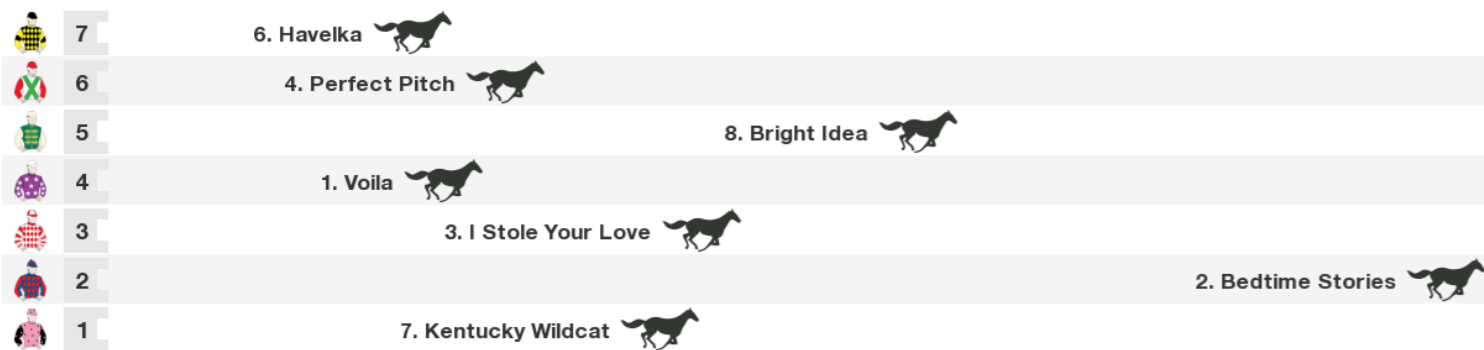 7 6. Havelka
6 4. Perfect Pitch
5 8. Bright Idea
4 1. Voila
3 3. I Stole Your Love
2 2. Bedtime Stories
1 7. Kentucky Wildcat